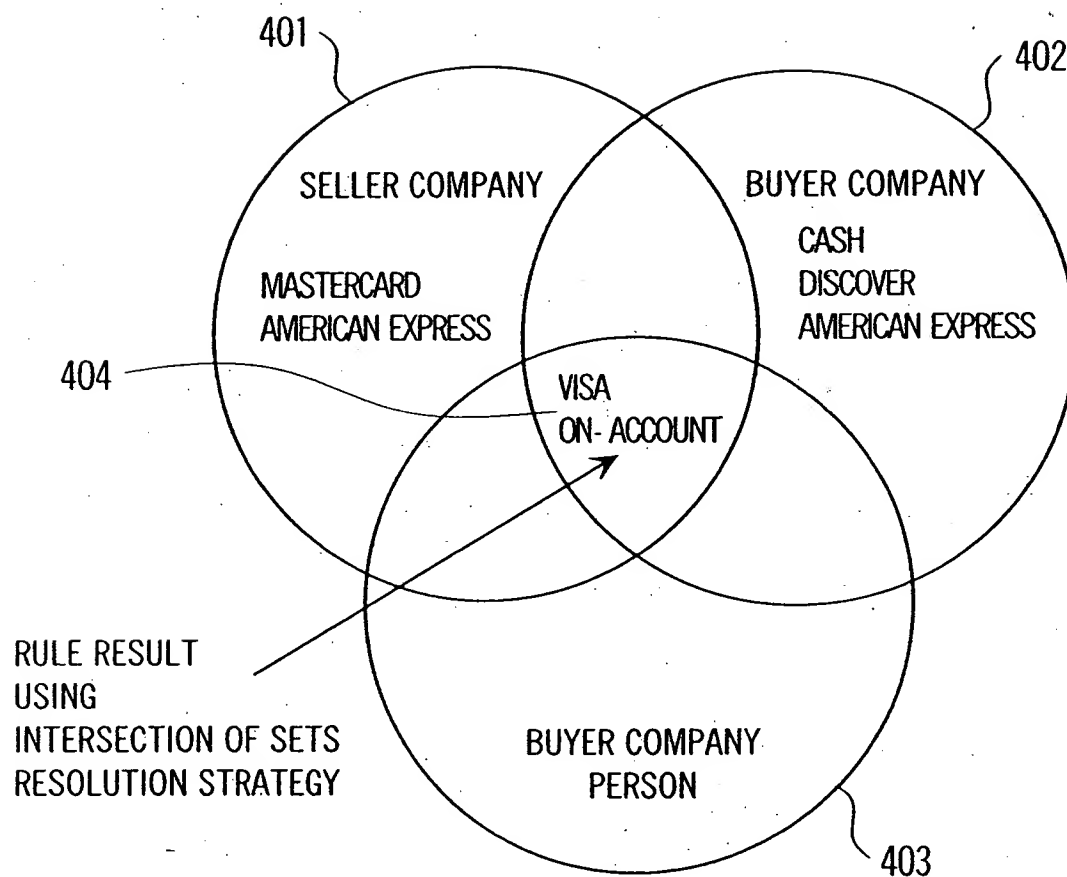 401
402
SELLER COMPANY
MASTERCARD
AMERICAN EXPRESS
BUYER COMPANY
CASH
DISCOVER
AMERICAN EXPRESS
404
VISA
ON-ACCOUNT
RULE RESULT
USING
INTERSECTION OF SETS
RESOLUTION STRATEGY
BUYER COMPANY
PERSON
403